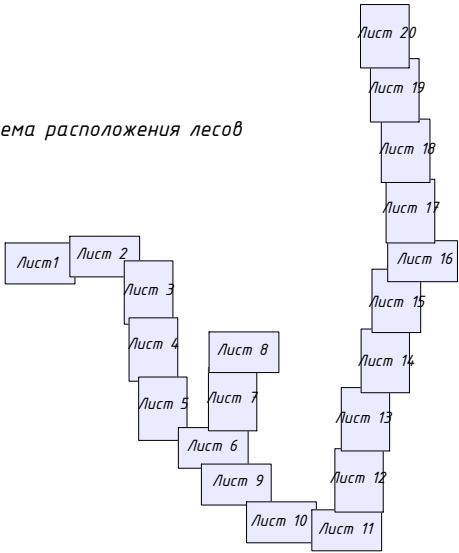 Лист 20
Лист 19
ема расположения лесов
Лист 18
Лист 17
Лист 2
Лист1
Лист 16
Лист 3
Лист 15
Лист 4
Лист 8
Лист 14
Лист 5
Лист 7
Лист 13
Лист 6
Лист 12
Лист 9
Лист 10
Лист 11